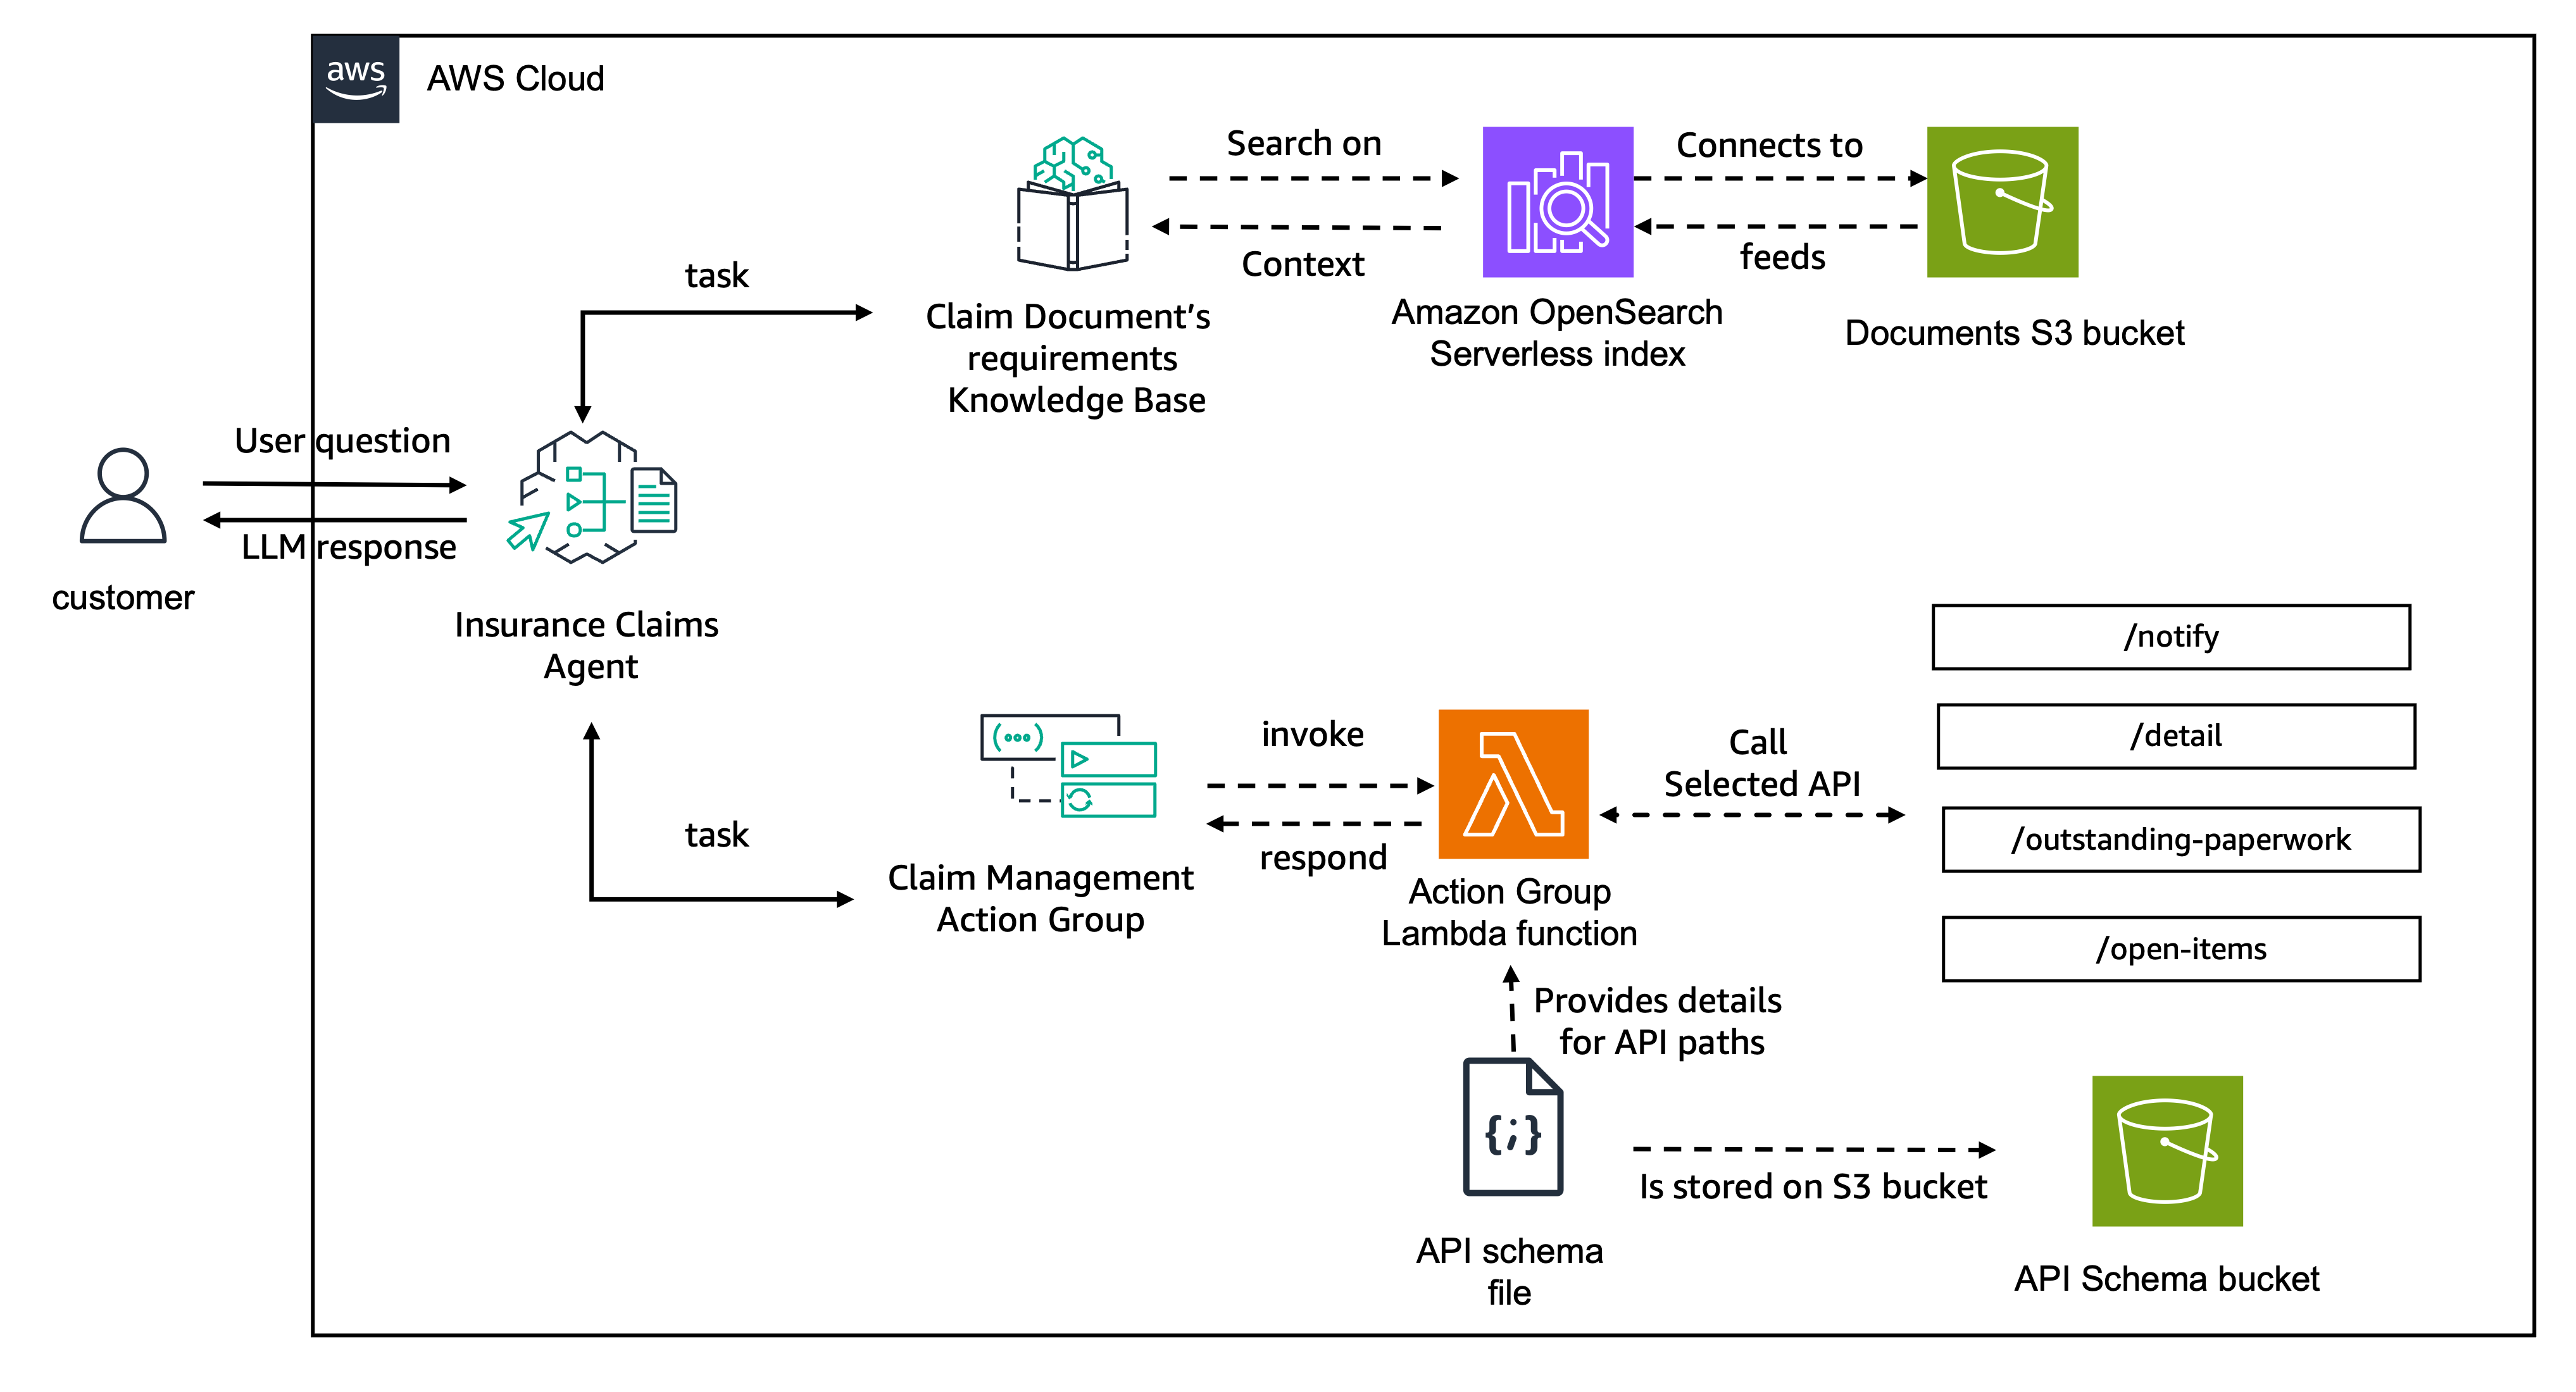 aws
AWS Cloud
Search on
Connects to
Context
feeds
task
Claim Document’s
requirements
Knowledge Base
Amazon OpenSearch
Serverless index
Documents S3 bucket
User question
LLM response
customer
Insurance Claims
Agent
/notify
/detail
/outstanding-paperwork
/open-items
invoke
respond
Call
Selected API
task
(•••)
Claim Management
Action Group
Action Group
Lambda function
Provides details
for API paths
{;}
Is stored on S3 bucket
API schema
file
API Schema bucket